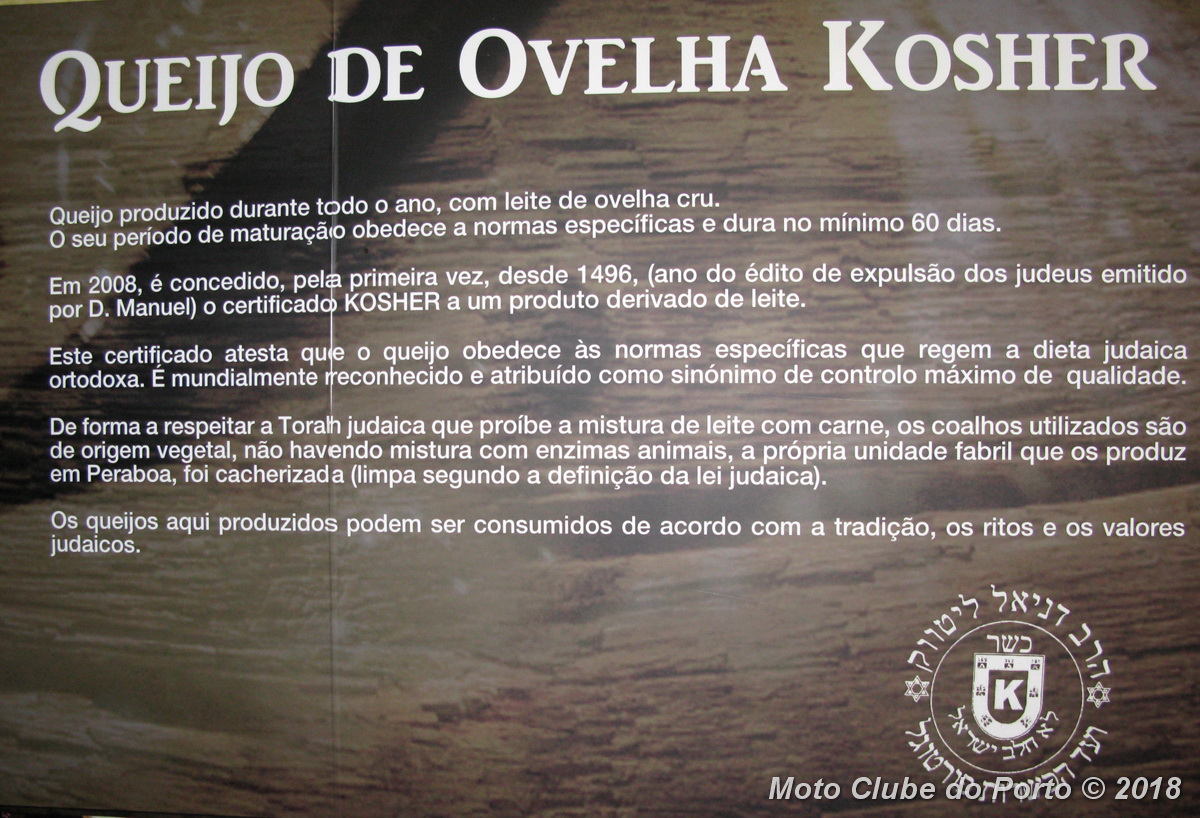 QUEIJO DE OVELHA KOSHER
Queijo produzido durante todo o ano, com leite de ovelha cru.
O seu período de maturação obedece a normas específicas e dura no mínimo 60 dias.
Em 2008, é concedido, pela primeira vez, desde 1496, (ano do édito de expulsão dos judeus emitido
por D. Manuel) o certificado KOSHER a um produto derivado de leite.
Este certificado atesta que o queijo obedece às normas específicas que regem a dieta judaica
ortodoxa. É mundialmente reconhecido e atribuído como sinónimo de controlo máximo de qualidade.
De forma a respeitar a Torah judaica que proíbe a mistura de leite com carne, os coalhos utilizados são
de origem vegetal, não havendo mistura com enzimas animais, a própria unidade fabril que os produz
em Peraboa, foi cacherizada (limpa segundo a definição da lei judaica).
Os queijos aqui produzidos podem ser consumidos de acordo com a tradição, os ritos e os valores
judaicos.
הרב דניאל ליטווק
כשר
K
לא חלב ישראל
ועד הכשרות פורטוגל
Moto Clube do Porto © 2018